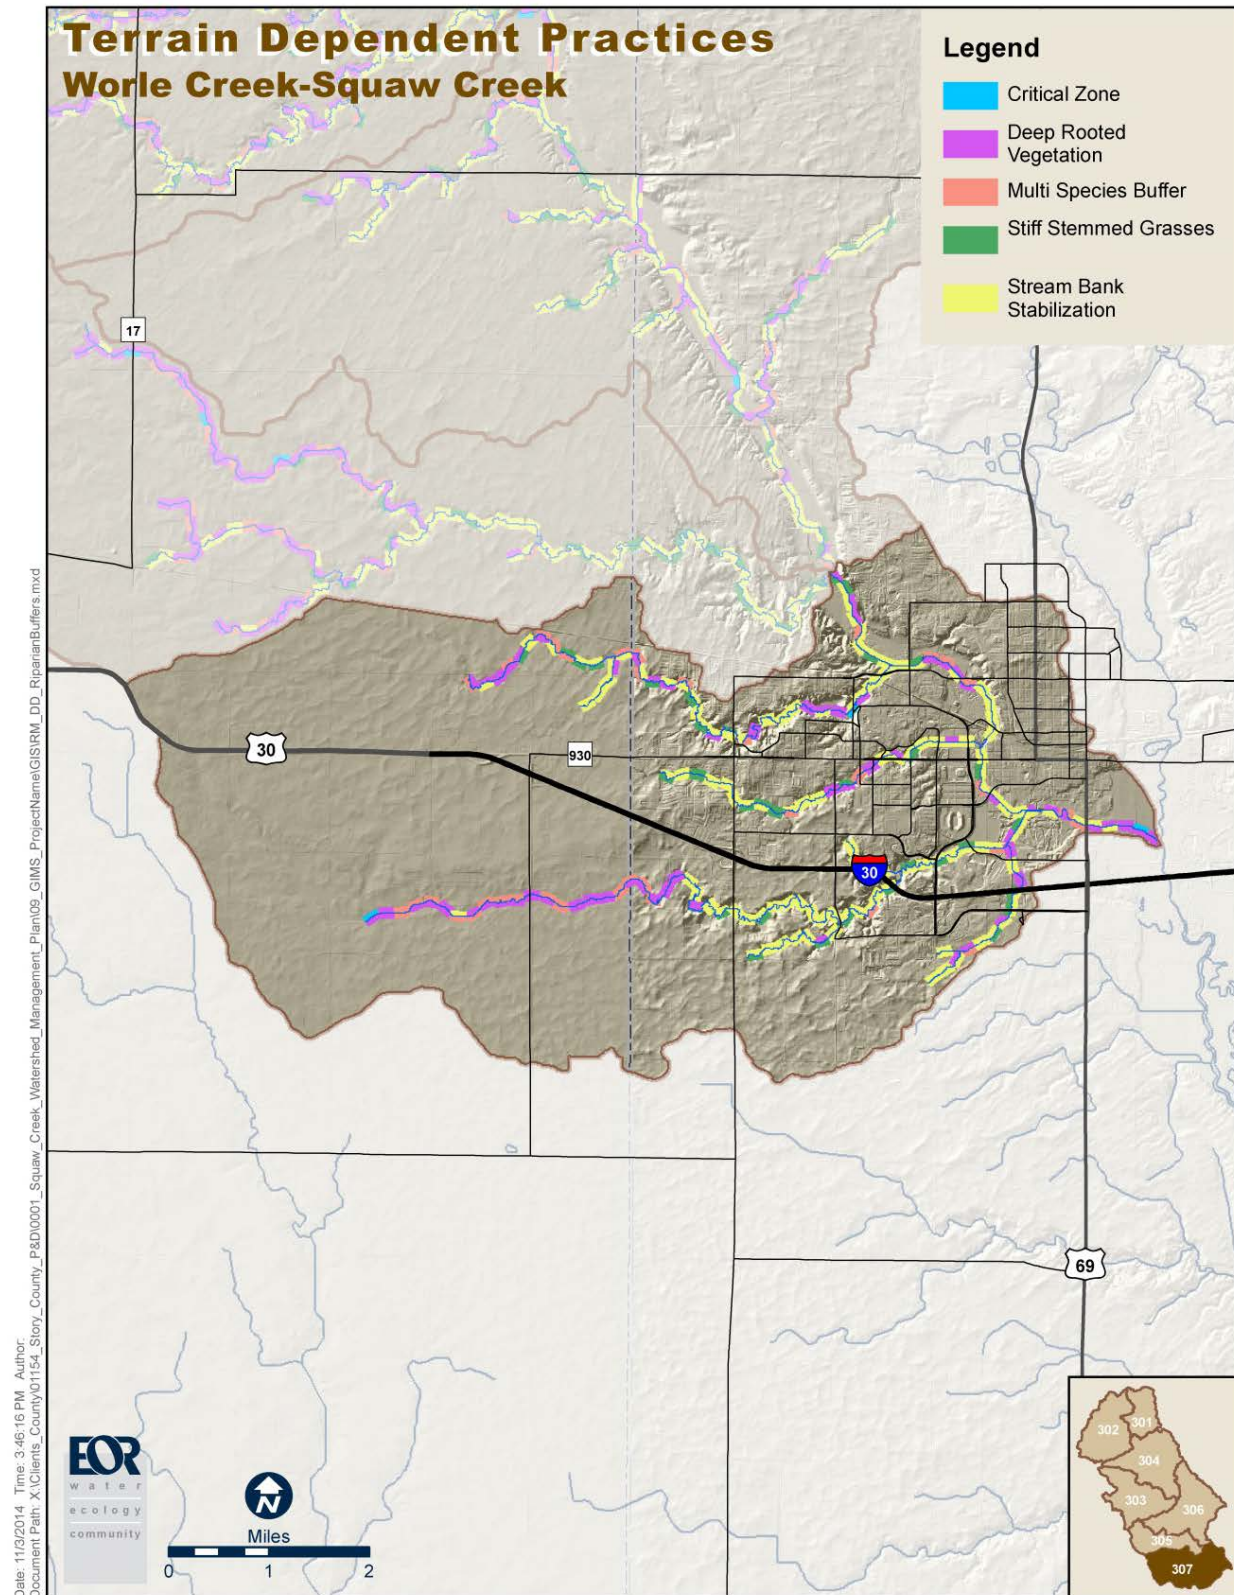 Terrain Dependent Practices
Worle Creek-Squaw Creek
Legend
Critical Zone
Deep Rooted
Vegetation
Multi Species Buffer
Stiff Stemmed Grasses
Stream Bank
Stabilization
17
30
930
30
69
EOR
water
ecology
community
N
Miles
0 1 2
302
301
304
303
306
305
307
Date: 11/3/2014 Time: 3:46:16 PM Author:
Document Path: X:\Clients_County\01154_Story_County_P&D\0001_Squaw_Creek_Watershed_Management_Plan\09_GIMS_ProjectName\GIS\RM_DD_RiparianBuffers.mxd